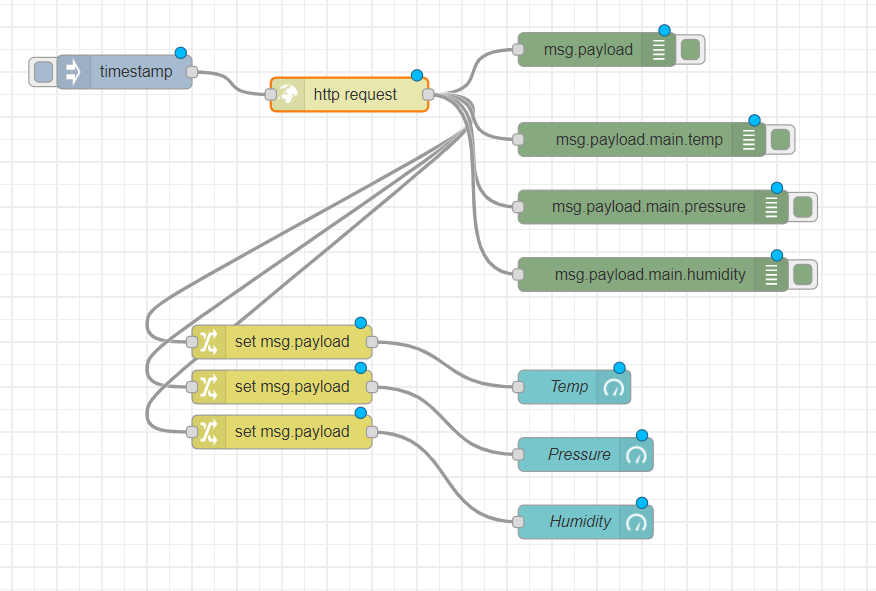 timestamp
http request
msg.payload
msg.payload.main.temp
msg.payload.main.pressure
msg.payload.main.humidity
set msg.payload
set msg.payload
set msg.payload
Temp
Pressure
Humidity